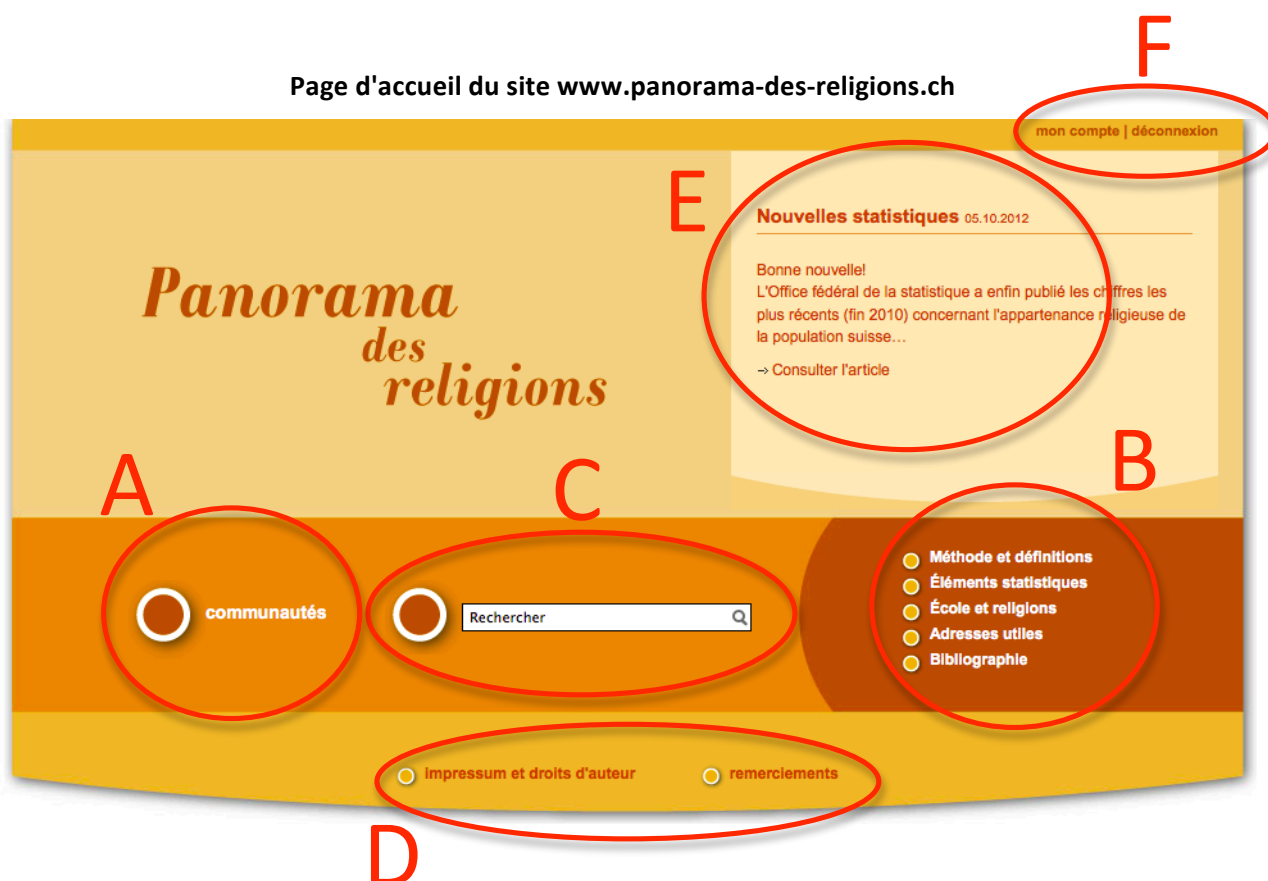 F
Page d'accueil du site www.panorama-des-religions.ch
mon compte | déconnexion
E
Nouvelles statistiques 05.10.2012
Bonne nouvelle!
L'Office fédéral de la statistique a enfin publié les chiffres les
plus récents (fin 2010) concernant l'appartenance religieuse de
la population suisse…
-> Consulter l'article
Panorama
des
religions
A
C
B
communautés
Rechercher
Méthode et définitions
Éléments statistiques
École et religions
Adresses utiles
Bibliographie
impressum et droits d'auteur
remerciements
D